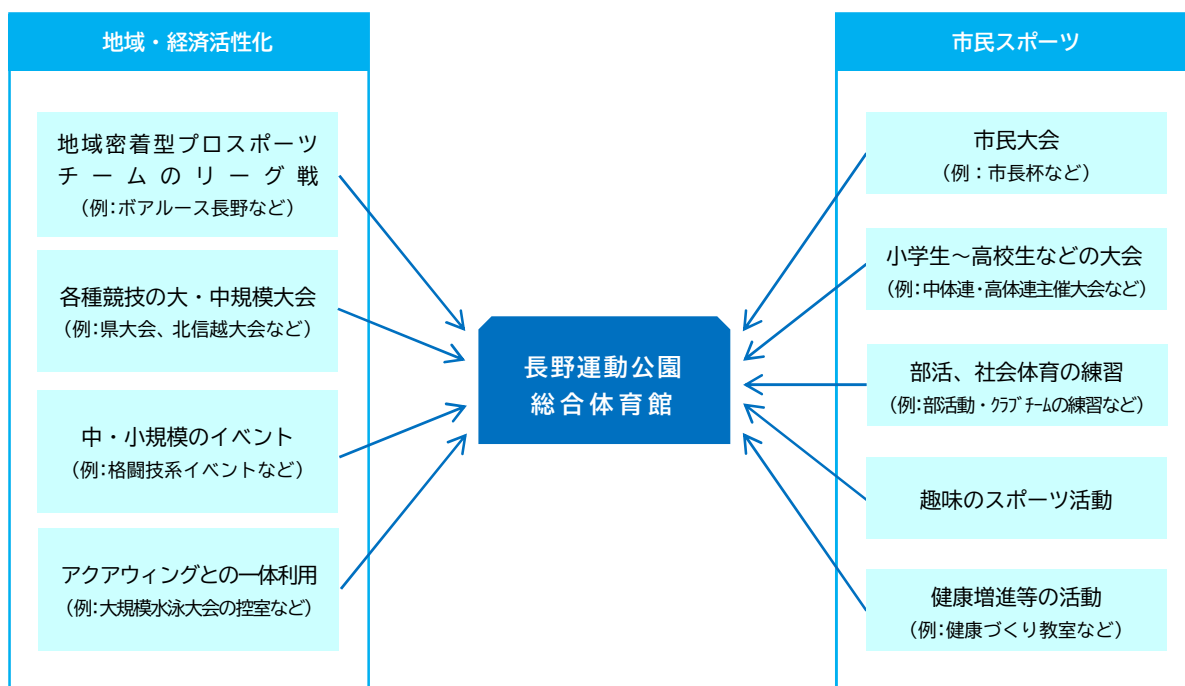 地域・経済活性化
地域密着型プロスポーツ
チームのリーグ戦
（例：ボアルース長野など）
各種競技の大・中規模大会
（例：県大会、北信越大会など）
中・小規模のイベント
（例：格闘技系イベントなど）
アクアウィングとの一体利用
（例：大規模水泳大会の控室など）
長野運動公園
総合体育館
市民スポーツ
市民大会
（例：市長杯など）
小学生～高校生などの大会
（例：中体連・高体連主催大会など）
部活、社会体育の練習
（例：部活動・ｸﾗﾌﾞﾁｰﾑの練習など）
趣味のスポーツ活動
健康増進等の活動
（例：健康づくり教室など）